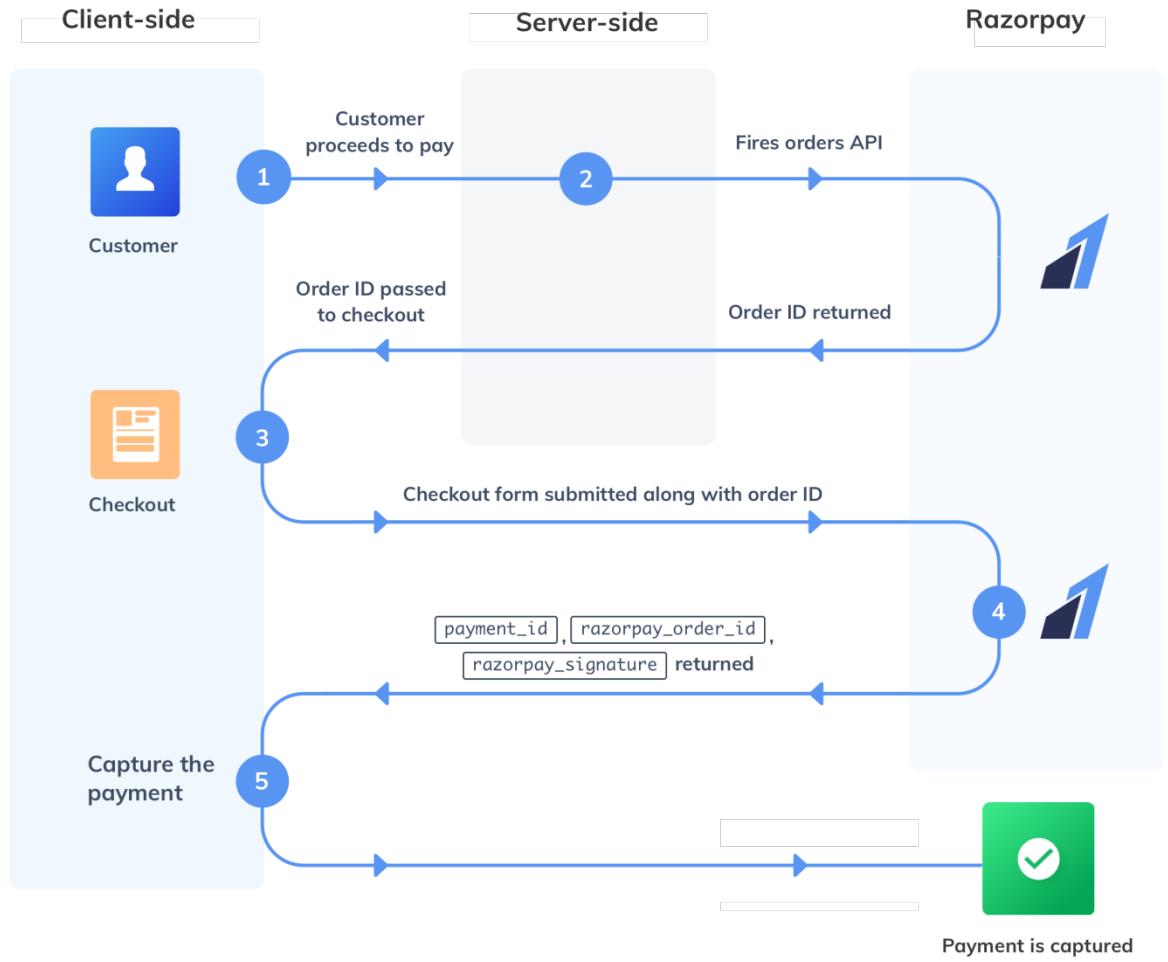 Client-side
Server-side
Razorpay
Customer
proceeds to pay
Fires orders API
1
2
Customer
Order ID passed
to checkout
Order ID returned
3
Checkout
Checkout form submitted along with order ID
4
payment_id, razorpay_order_id,
razorpay_signature returned
Capture the
payment
5
Payment is captured